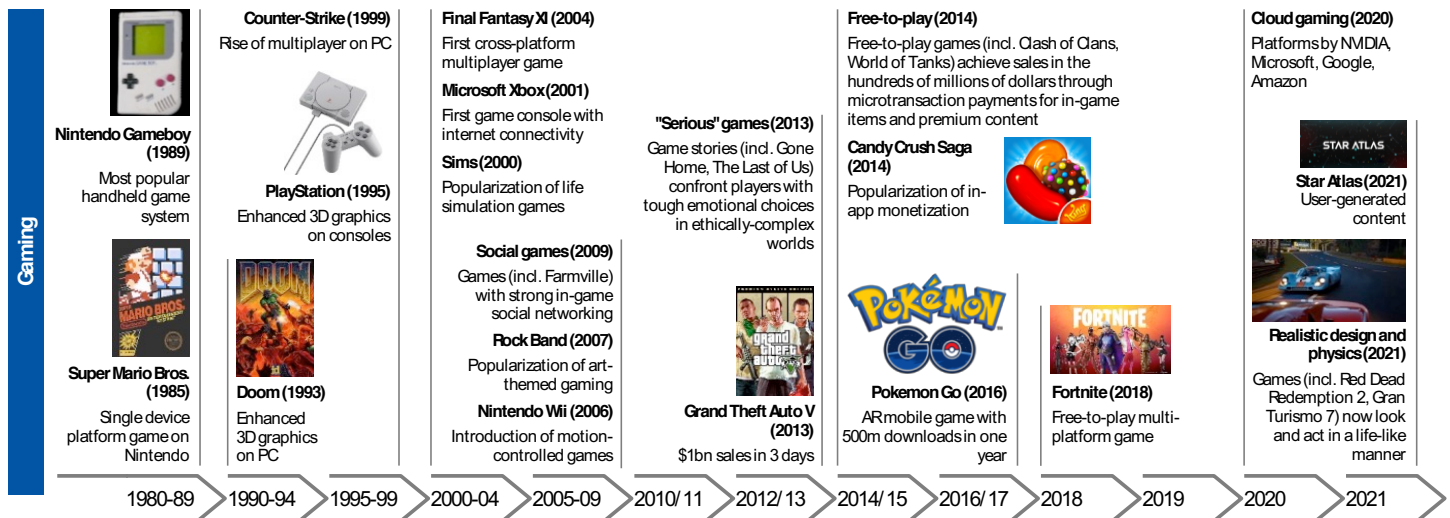 Gaming
Nintendo Gameboy
(1989)
Most popular
handheld game
system
MARIO BROS.
Super Mario Bros.
(1985)
Single device
platform game on
Nintendo
Counter-Strike (1999)
Rise of multiplayer on PC
PlayStation (1995)
Enhanced 3D graphics
on consoles
DOOM
Doom (1993)
Enhanced
3D graphics
on PC
Final Fantasy XI (2004)
First cross-platform
multiplayer game
Microsoft Xbox (2001)
First game console with
internet connectivity
Sims (2000)
Popularization of life
simulation games
Social games (2009)
Games (incl. Farmville)
with strong in-game
social networking
Rock Band (2007)
Popularization of art-
themed gaming
Nintendo Wii (2006)
Introduction of motion-
controlled games
"Serious" games (2013)
Game stories (incl. Gone
Home, The Last of Us)
confront players with
tough emotional choices
in ethically-complex
worlds
grand
theft
auto
Grand Theft Auto V
(2013)
$1bn sales in 3 days
Free-to-play (2014)
Free-to-play games (incl. Clash of Clans,
World of Tanks) achieve sales in the
hundreds of millions of dollars through
microtransaction payments for in-game
items and premium content
Candy Crush Saga
(2014)
Popularization of in-
app monetization
King
POKéMON
GO
Pokemon Go (2016)
AR mobile game with
500m downloads in one
year
FORTNITE
Fortnite (2018)
Free-to-play multi-
platform game
Cloud gaming (2020)
Platforms by NVIDIA,
Microsoft, Google,
Amazon
STAR ATLAS
Star Atlas (2021)
User-generated
content
Realistic design and
physics (2021)
Games (incl. Red Dead
Redemption 2, Gran
Turismo 7) now look
and act in a life-like
manner
1980-89
1990-94
1995-99
2000-04
2005-09
2010/11
2012/13
2014/15
2016/17
2018
2019
2020
2021